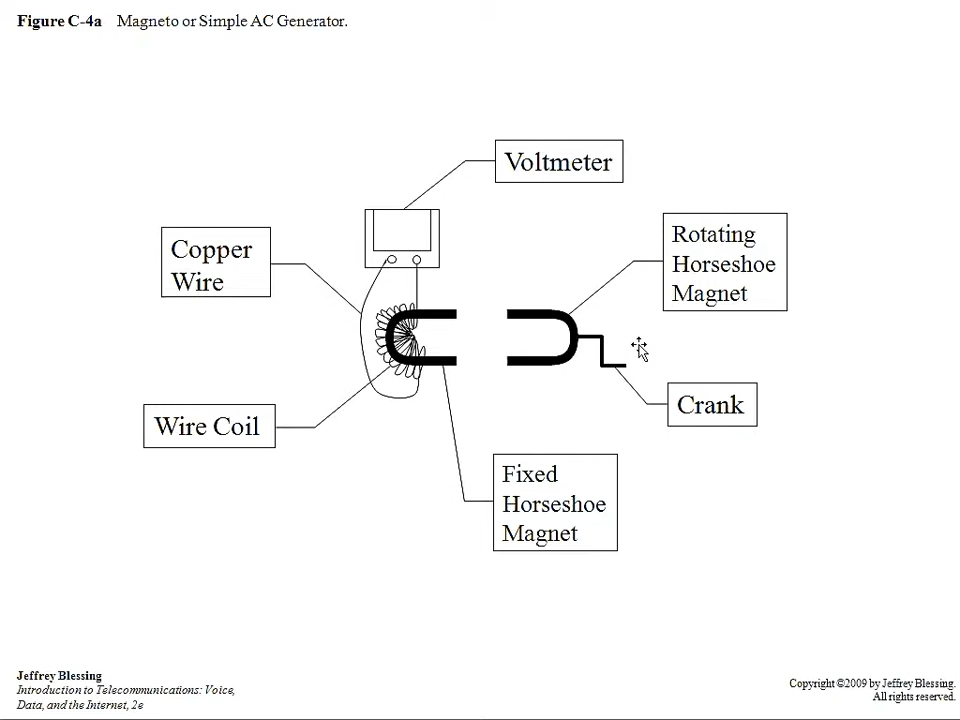 Figure C-4a Magneto or Simple AC Generator.
Voltmeter
Copper
Wire
Rotating
Horseshoe
Magnet
Wire Coil
Crank
Fixed
Horseshoe
Magnet
Jeffrey Blessing
Introduction to Telecommunications: Voice,
Data, and the Internet, 2e
Copyright ©2009 by Jeffrey Blessing.
All rights reserved.